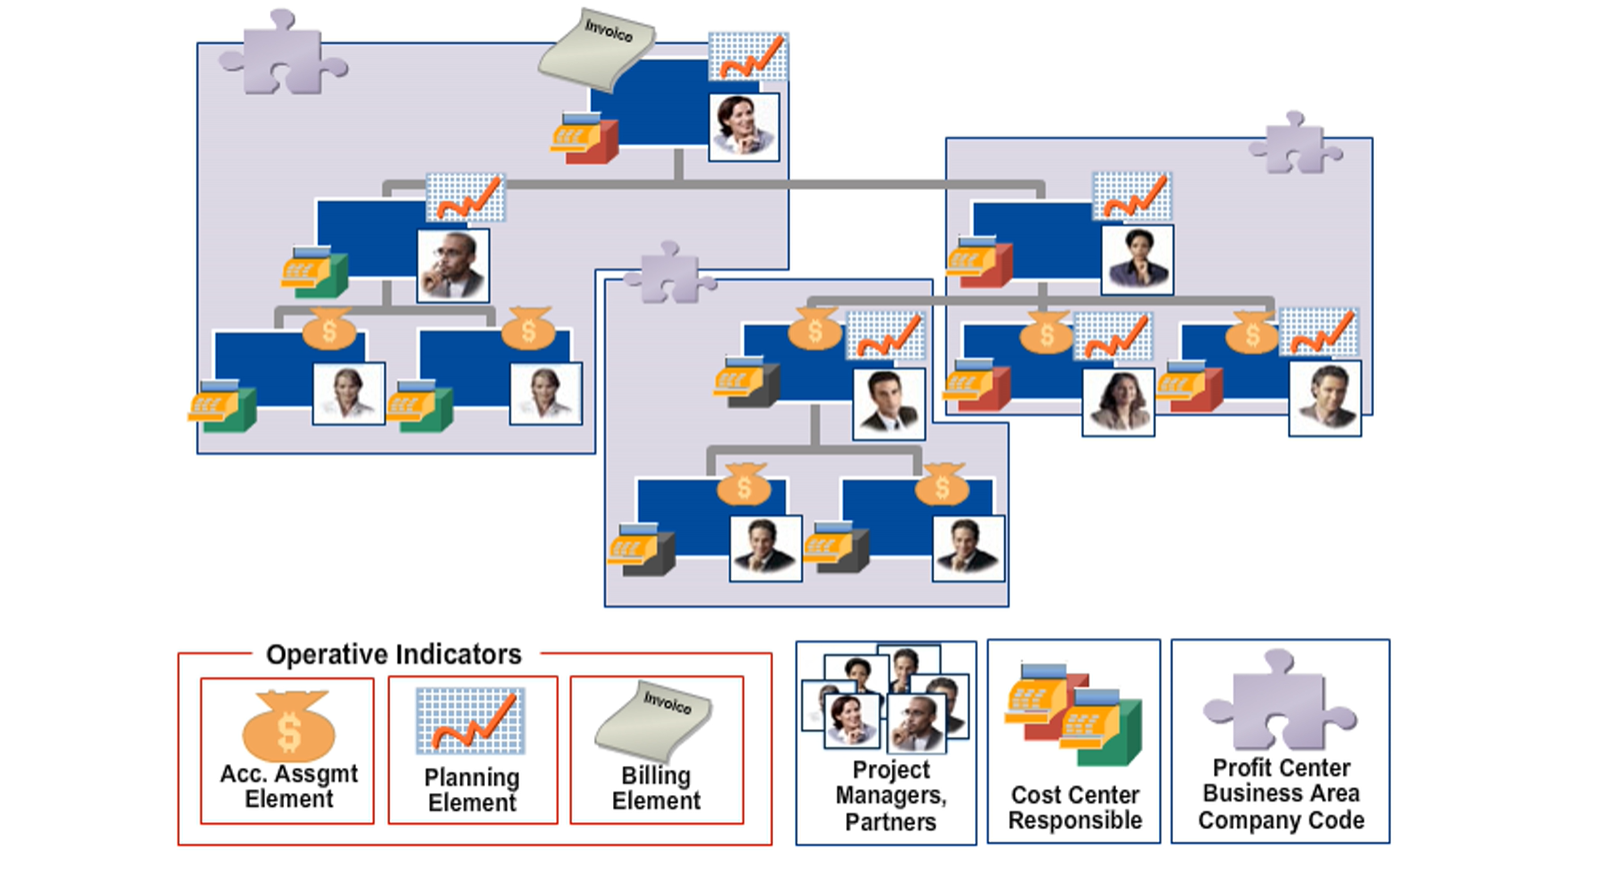 Invoice
$
$
$
$
$
$
$
Operative Indicators
$
Acc. Assgmt
Element
Planning
Element
Invoice
Billing
Element
Project
Managers,
Partners
Cost Center
Responsible
Profit Center
Business Area
Company Code